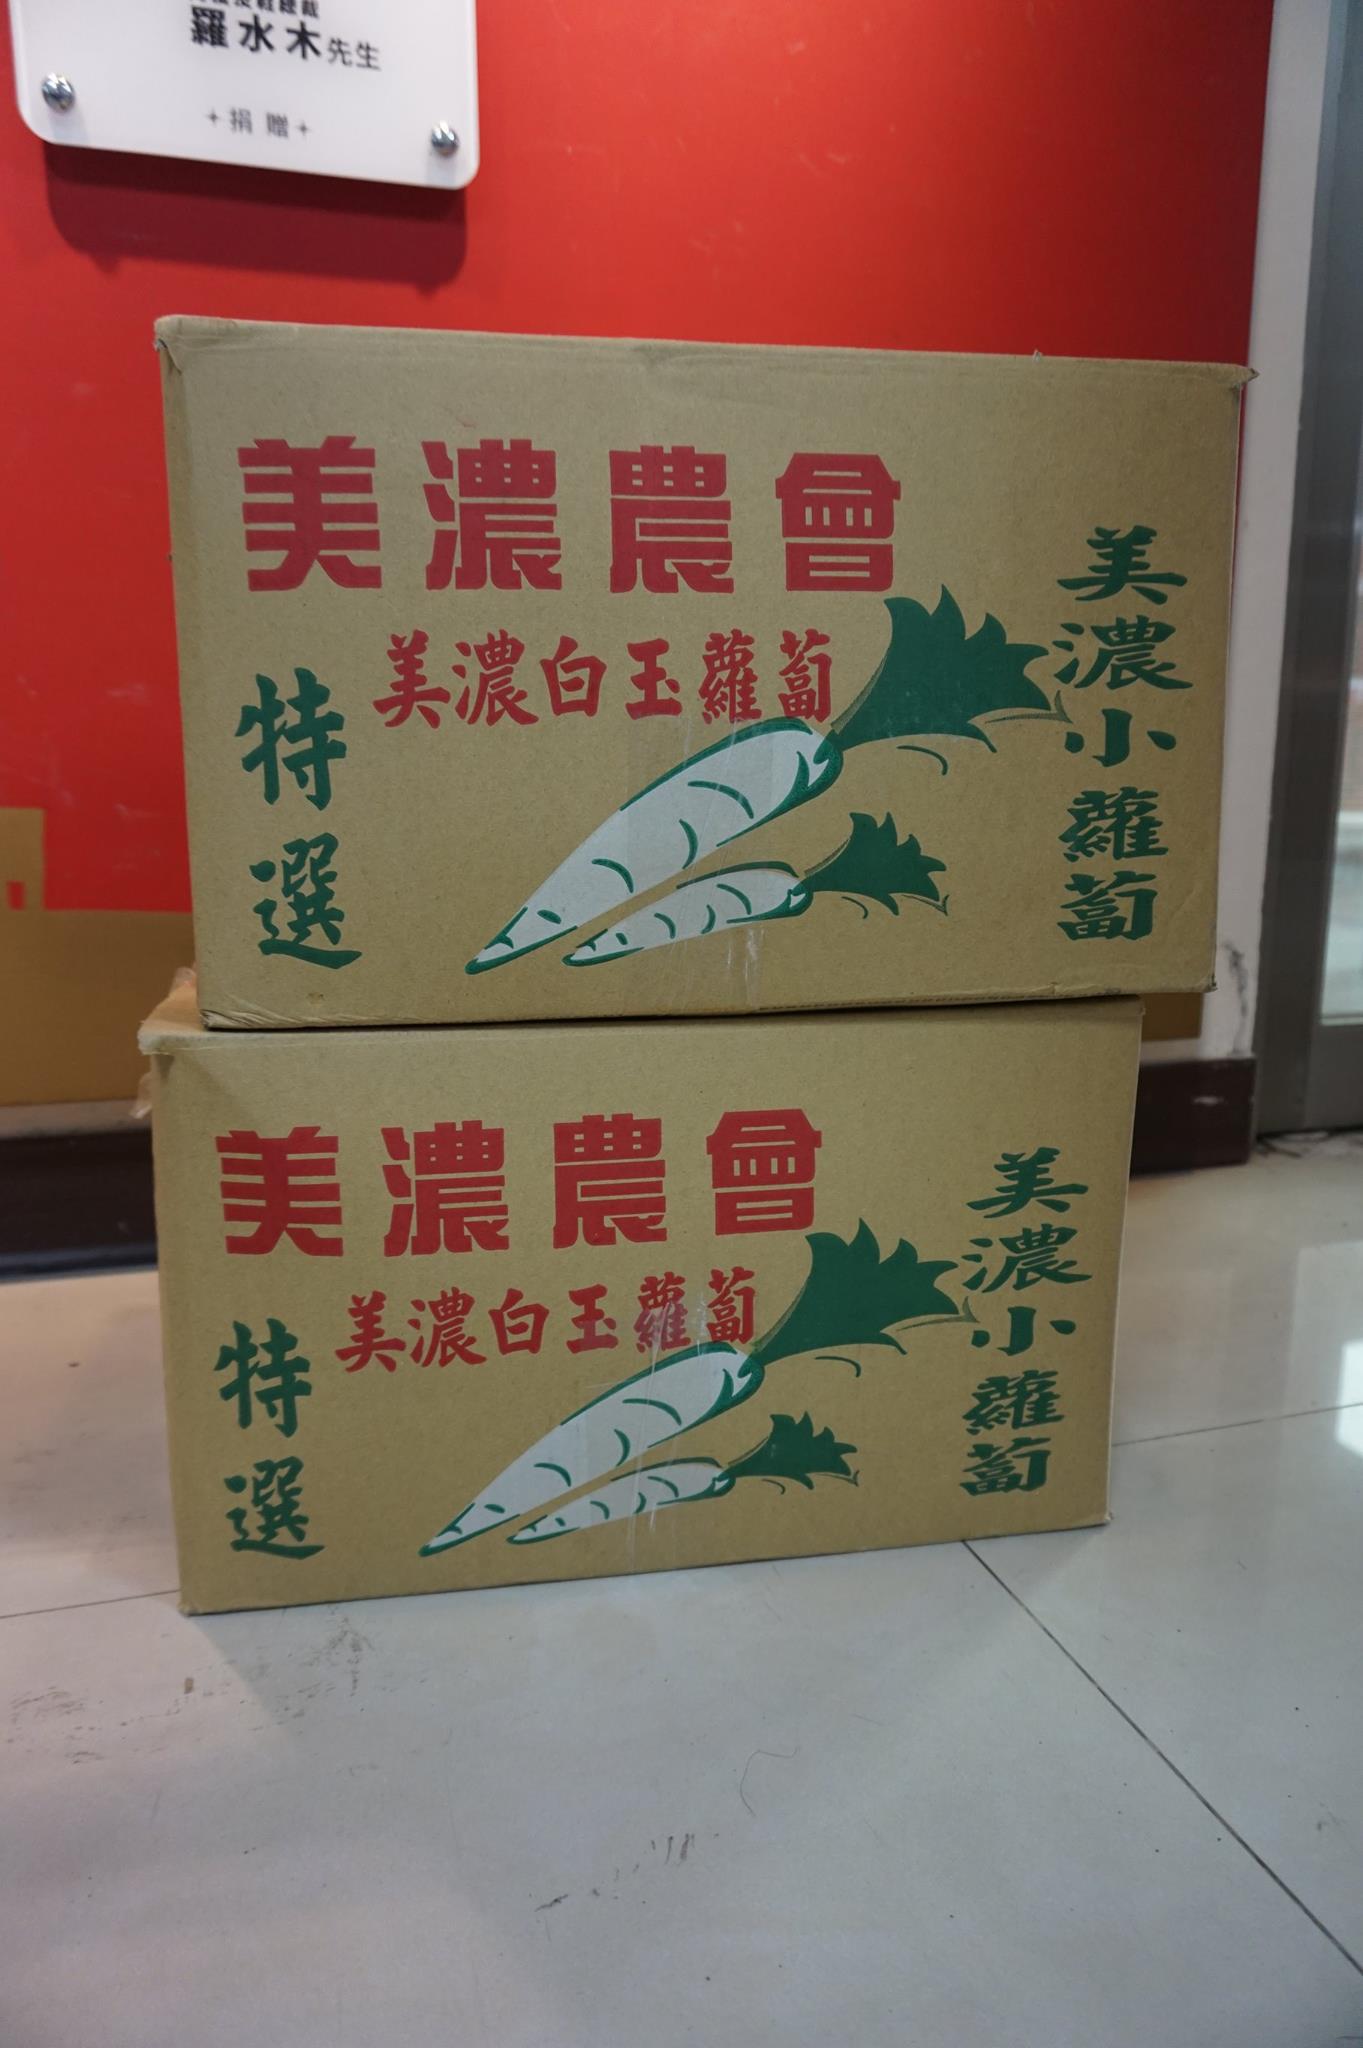 羅水木先生
+捐贈+
美濃農會
美濃白玉蘿蔔
特選
美濃小蘿蔔
美濃農會
美濃白玉蘿蔔
特選
美濃小蘿蔔